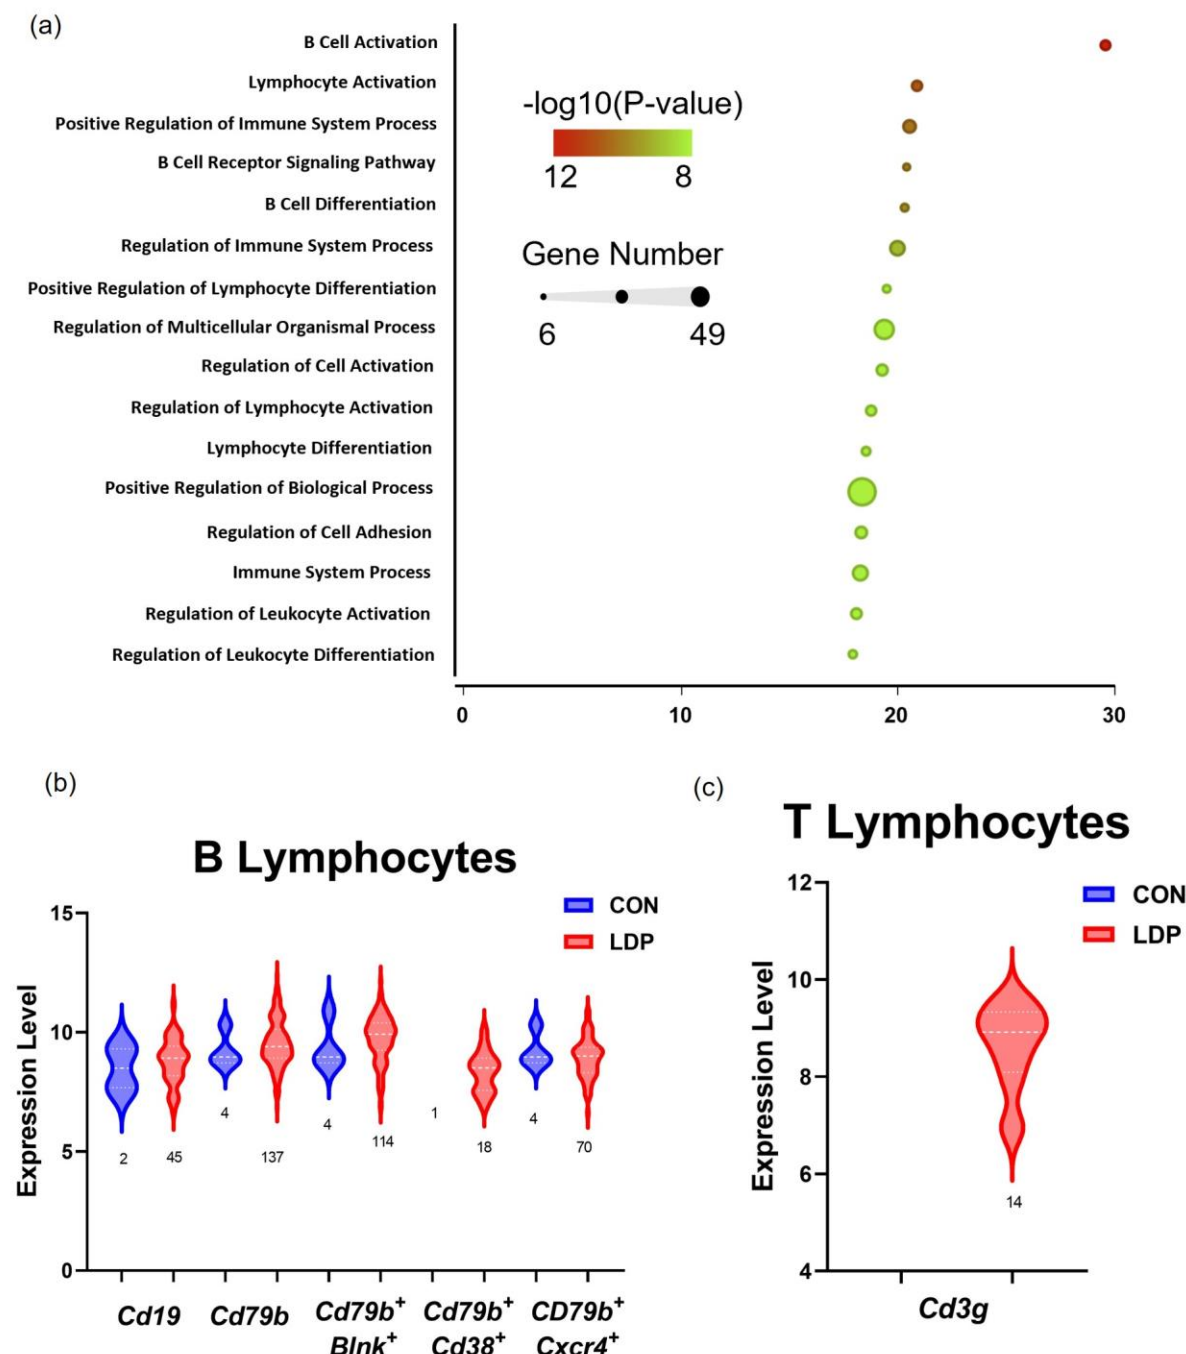 (a)
B Cell Activation
Lymphocyte Activation
Positive Regulation of Immune System Process
B Cell Receptor Signaling Pathway
B Cell Differentiation
Regulation of Immune System Process
Positive Regulation of Lymphocyte Differentiation
Regulation of Multicellular Organismal Process
Regulation of Cell Activation
Regulation of Lymphocyte Activation
Lymphocyte Differentiation
Positive Regulation of Biological Process
Regulation of Cell Adhesion
Immune System Process
Regulation of Leukocyte Activation
Regulation of Leukocyte Differentiation
-log10(P-value)
12 8
Gene Number
6 49
0 10 20 30
(b)
B Lymphocytes
CON
LDP
Expression Level
15
10
5
0
2 45 4 137 4 114 1 18 4 70
Cd19 Cd79b Cd79b+ Cd79b+ CD79b+
Blnk+ Cd38+ Cxcr4+
(c)
T Lymphocytes
CON
LDP
Expression Level
12
10
8
6
4
14
Cd3g